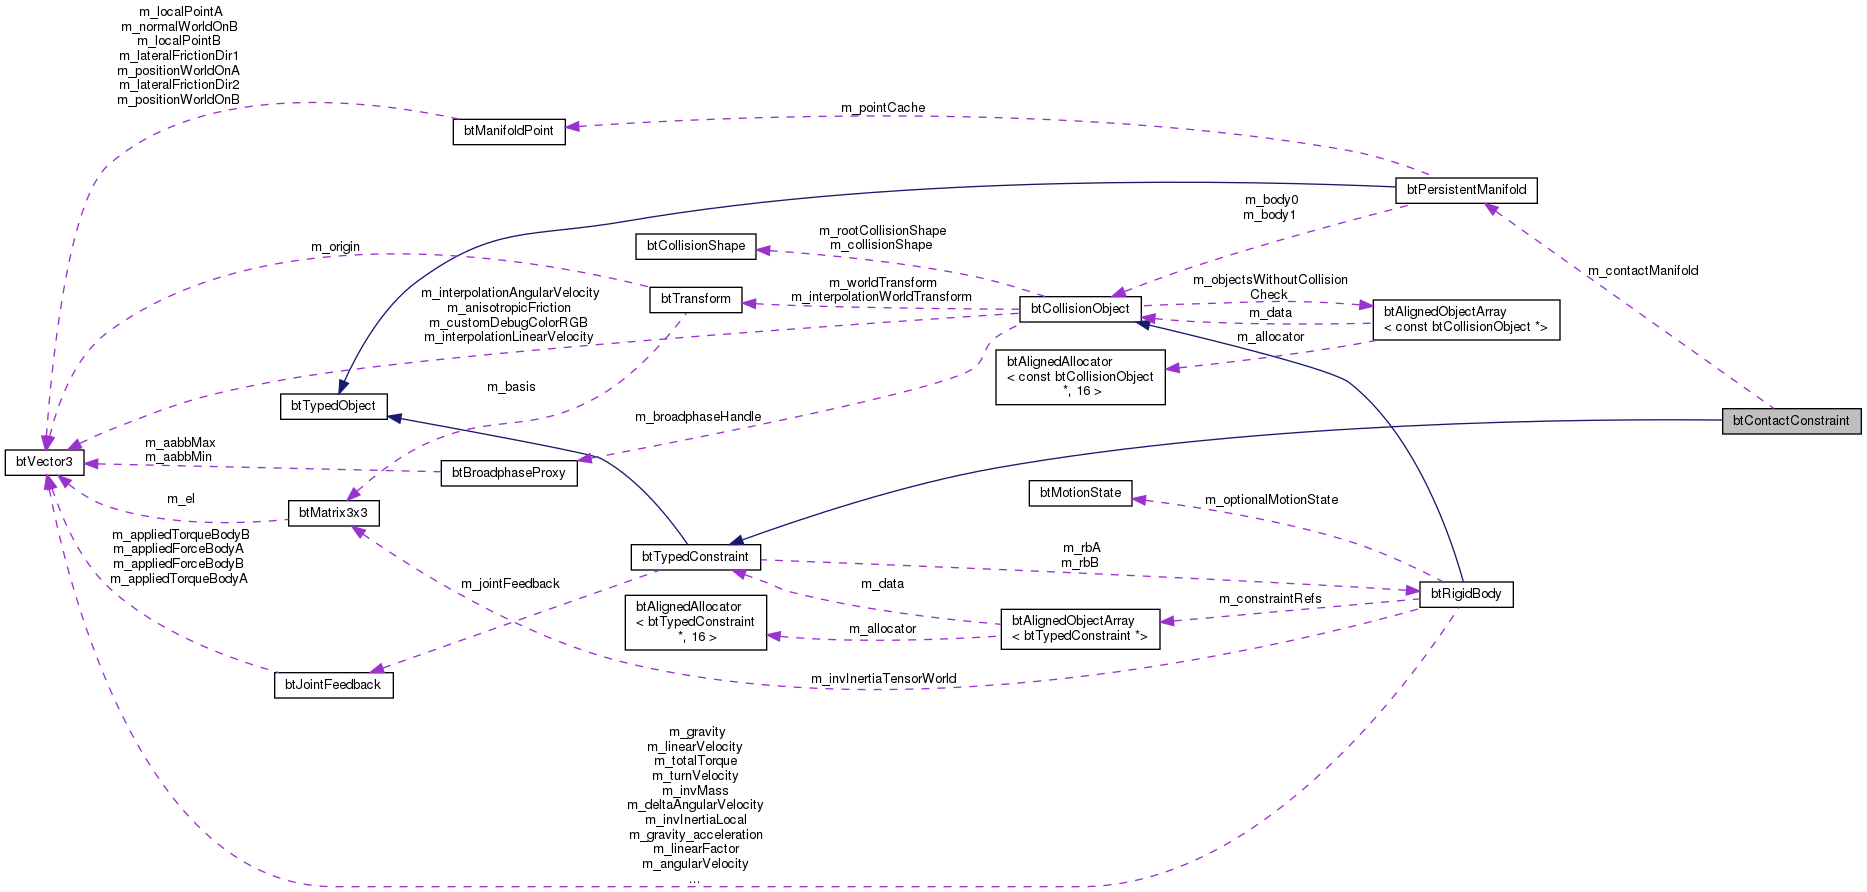 m_localPointA
m_normalWorldOnB
m_localPointB
m_lateralFrictionDir1
m_positionWorldOnA
m_lateralFrictionDir2
m_positionWorldOnB
m_pointCache
btManifoldPoint
btPersistentManifold
m_body0
m_body1
m_rootCollisionShape
m_collisionShape
btCollisionShape
m_origin
m_contactManifold
m_worldTransform
m_interpolationWorldTransform
btTransform
m_objectsWithoutCollision
Check
btCollisionObject
m_data
btAlignedObjectArray
< const btCollisionObject *>
m_interpolationAngularVelocity
m_anisotropicFriction
m_customDebugColorRGB
m_interpolationLinearVelocity
m_allocator
btAlignedAllocator
< const btCollisionObject
*, 16 >
m_basis
btTypedObject
m_broadphaseHandle
btContactConstraint
m_aabbMax
m_aabbMin
btVector3
btBroadphaseProxy
btMotionState
m_optionalMotionState
m_el
btMatrix3x3
m_appliedTorqueBodyB
m_appliedForceBodyA
m_appliedForceBodyB
m_appliedTorqueBodyA
btTypedConstraint
m_rbA
m_rbB
m_jointFeedback
m_data
btRigidBody
m_constraintRefs
btAlignedAllocator
< btTypedConstraint
*, 16 >
m_allocator
btAlignedObjectArray
< btTypedConstraint *>
btJointFeedback
m_invInertiaTensorWorld
m_gravity
m_linearVelocity
m_totalTorque
m_turnVelocity
m_invMass
m_deltaAngularVelocity
m_invInertiaLocal
m_gravity_acceleration
m_linearFactor
m_angularVelocity
...